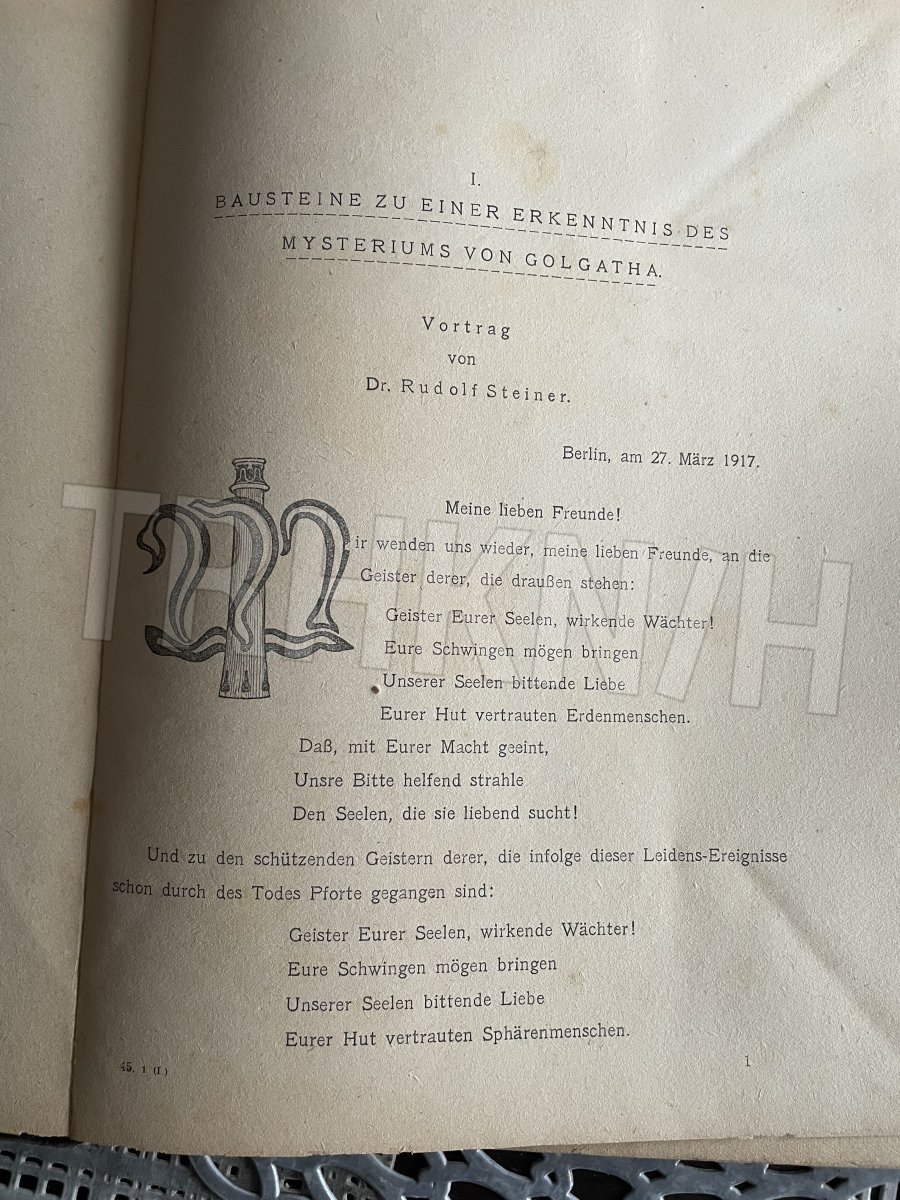 I.
BAUSTEINE ZU EINER ERKENNTNIS DES
MYSTERIUMS VON GOLGATHA.
Vortrag
von
Dr. Rudolf Steiner.
Berlin, am 27. März 1917.
Meine lieben Freunde!
Wir wenden uns wieder, meine lieben Freunde, an die
Geister derer, die draußen stehen:
Geister Eurer Seelen, wirkende Wächter!
Eure Schwingen mögen bringen
Unserer Seelen bittende Liebe
Eurer Hut vertrauten Erdenmenschen.
Daß, mit Eurer Macht geeint,
Unsre Bitte helfend strahle
Den Seelen, die sie liebend sucht!
Und zu den schützenden Geistern derer, die infolge dieser Leidens-Ereignisse
schon durch des Todes Pforte gegangen sind:
Geister Eurer Seelen, wirkende Wächter!
Eure Schwingen mögen bringen
Unserer Seelen bittende Liebe
Eurer Hut vertrauten Sphärenmenschen.
45, 1 (I)
1